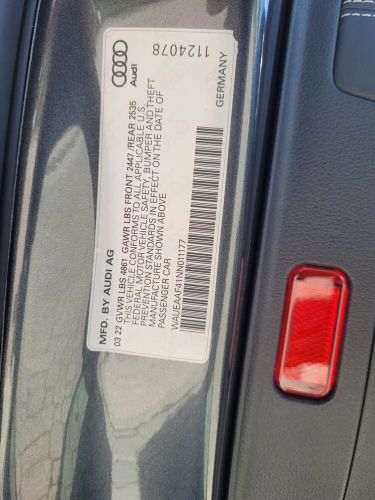 MFD. BY AUDI AG
03 22 GVWR LBS 4861 GAWR LBS FRONT 2447 /REAR 2535
THIS VEHICLE CONFORMS TO ALL APPLICABLE U.S.
FEDERAL MOTOR VEHICLE SAFETY, BUMPER AND THEFT
PREVENTION STANDARDS IN EFFECT ON THE DATE OF
MANUFACTURE SHOWN ABOVE
PASSENGER CAR
WAUEAAF41NN011177
Audi
1124078
GERMANY